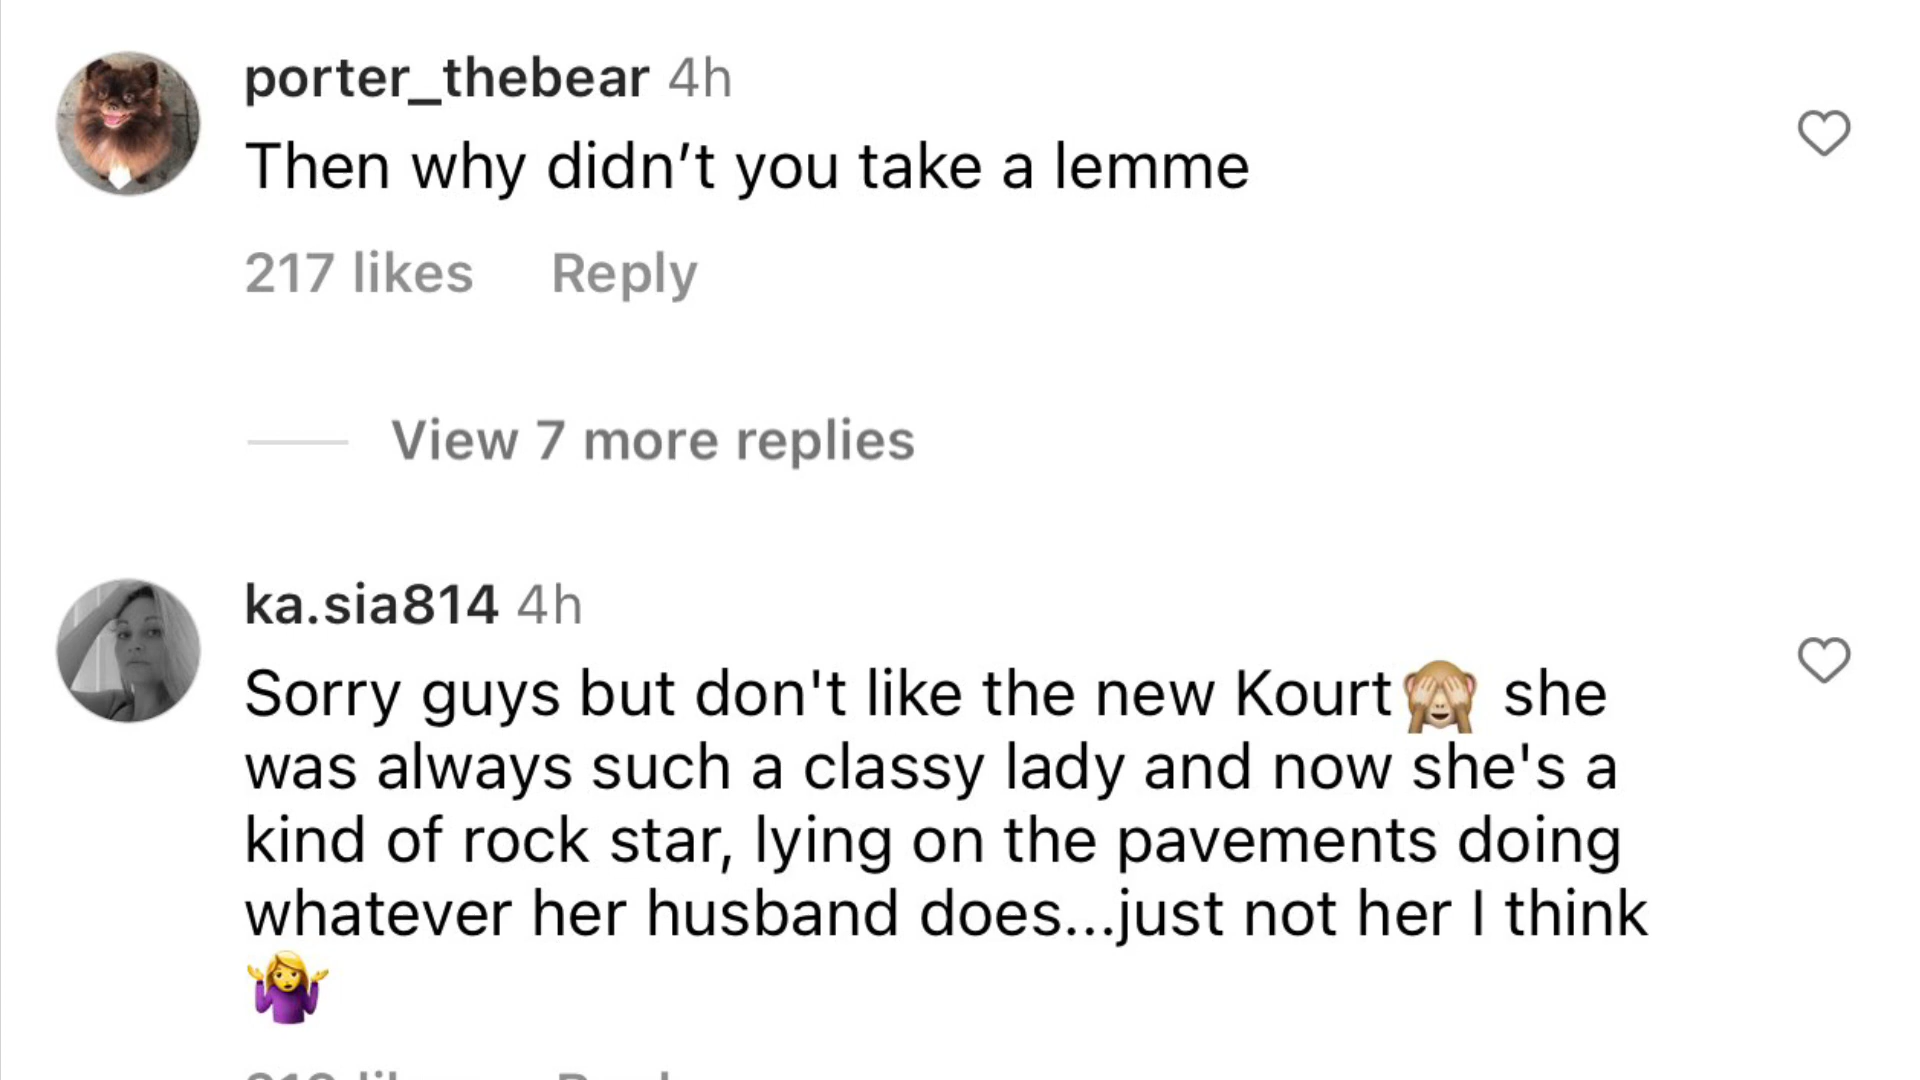 porter_thebear 4h
Then why didn’t you take a lemme
217 likes Reply
View 7 more replies
ka.sia814 4h
Sorry guys but don't like the new Kourt🙈 she
was always such a classy lady and now she's a
kind of rock star, lying on the pavements doing
whatever her husband does...just not her I think
🤷‍♀️